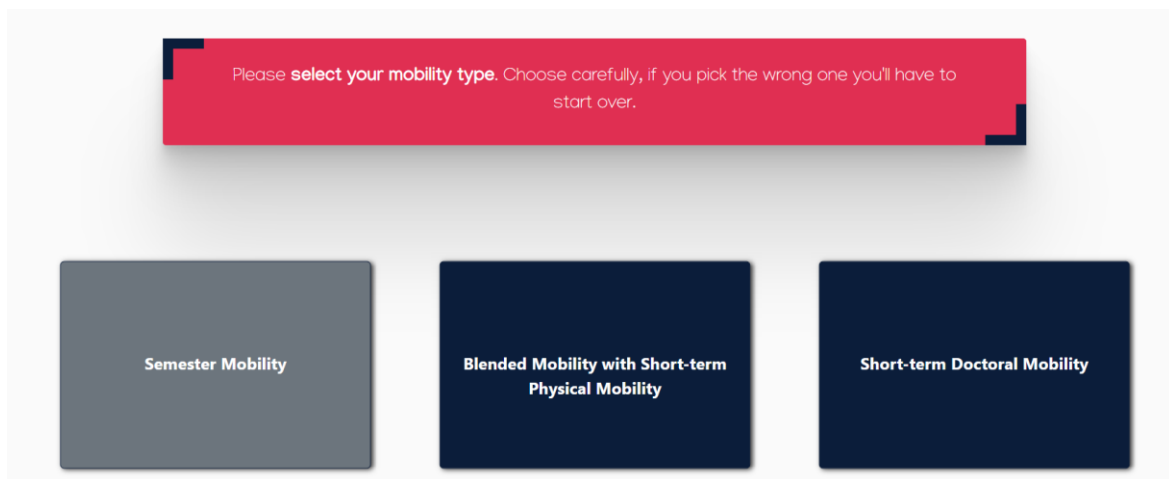 Please select your mobility type. Choose carefully, if you pick the wrong one you'll have to
start over.
Semester Mobility
Blended Mobility with Short-term
Physical Mobility
Short-term Doctoral Mobility